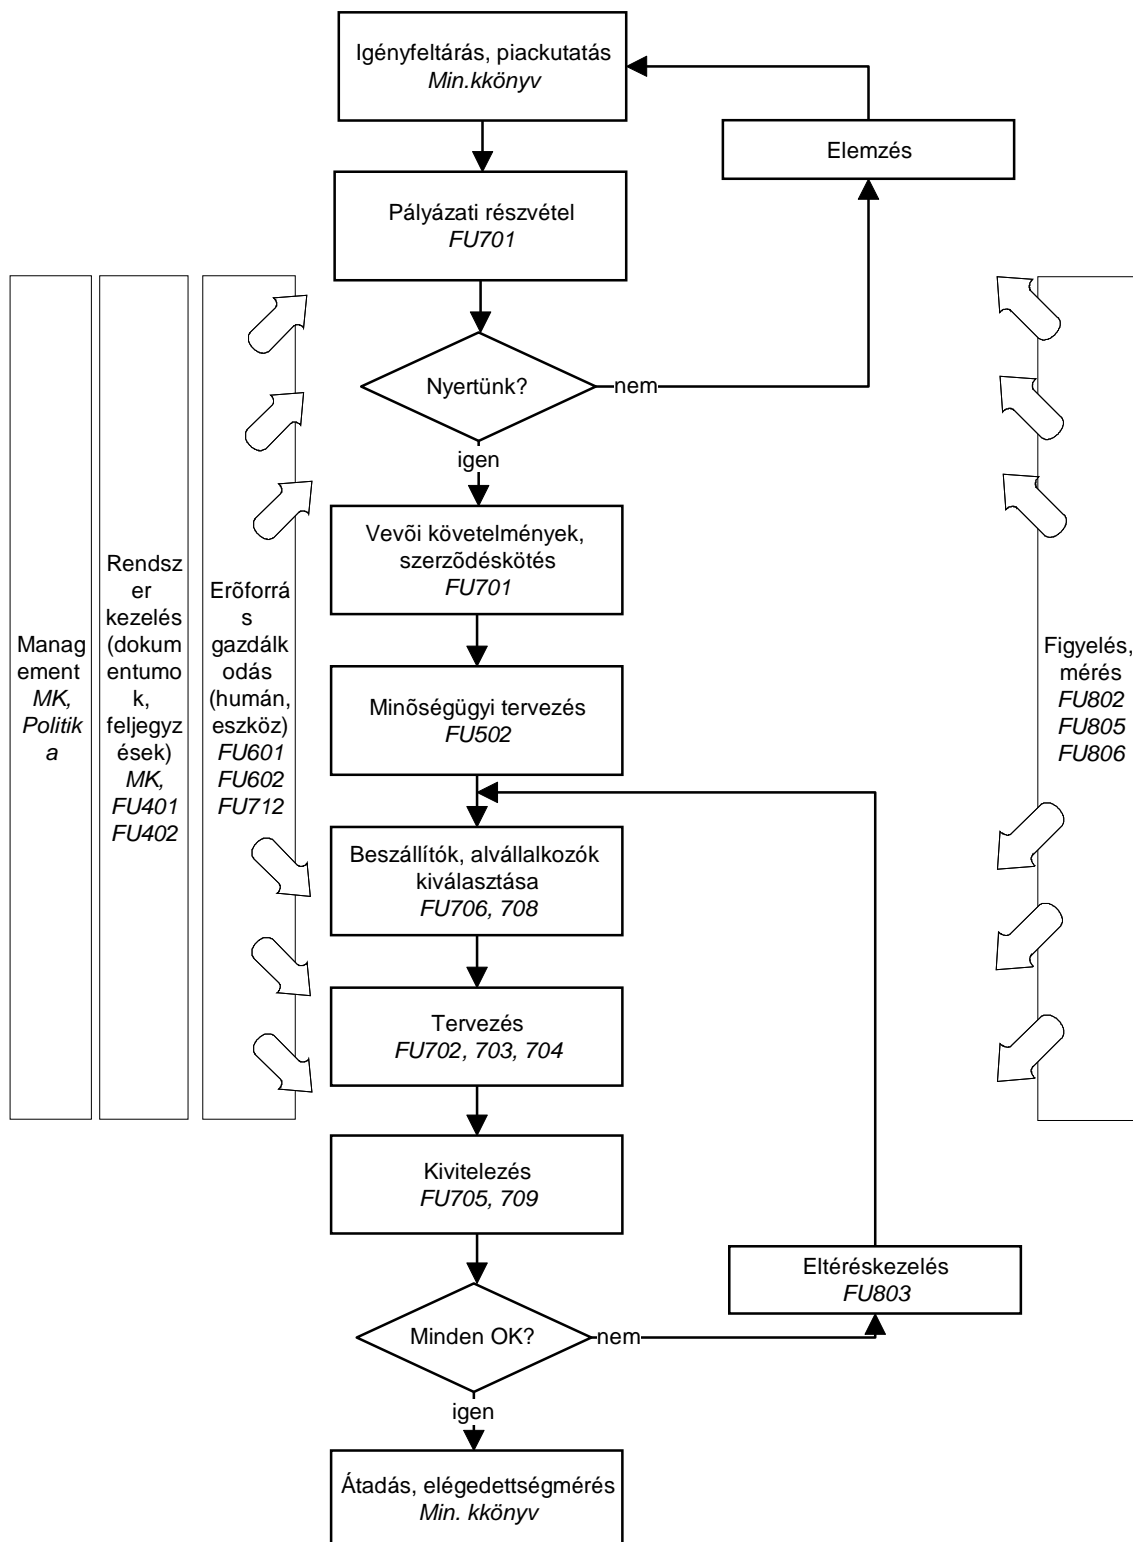 Igényfeltárás, piackutatás
Min.kkönyv
Elemzés
Pályázati részvétel
FU701
Nyertünk?
nem
igen
Vevõi követelmények,
szerzõdéskötés
FU701
Manag
ement
MK,
Politik
a
Rendsz
er
kezelés
(dokum
entumo
k,
feljegyz
ések)
MK,
FU401
FU402
Erõforrá
s
gazdálk
odás
(humán,
eszköz)
FU601
FU602
FU712
Figyelés,
mérés
FU802
FU805
FU806
Minõségügyi tervezés
FU502
Beszállítók, alvállalkozók
kiválasztása
FU706, 708
Tervezés
FU702, 703, 704
Kivitelezés
FU705, 709
Eltéréskezelés
FU803
Minden OK?
nem
igen
Átadás, elégedettségmérés
Min. kkönyv